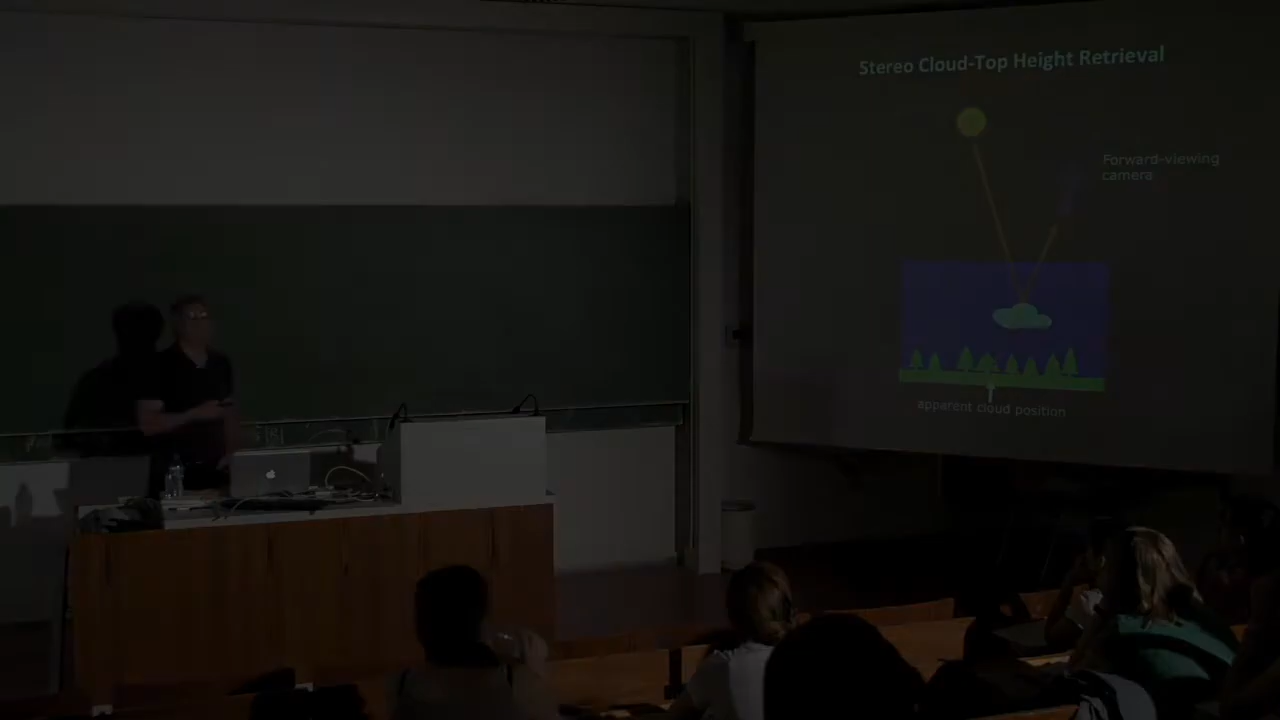 Stereo Cloud-Top Height Retrieval
Forward-viewing
camera
apparent cloud position